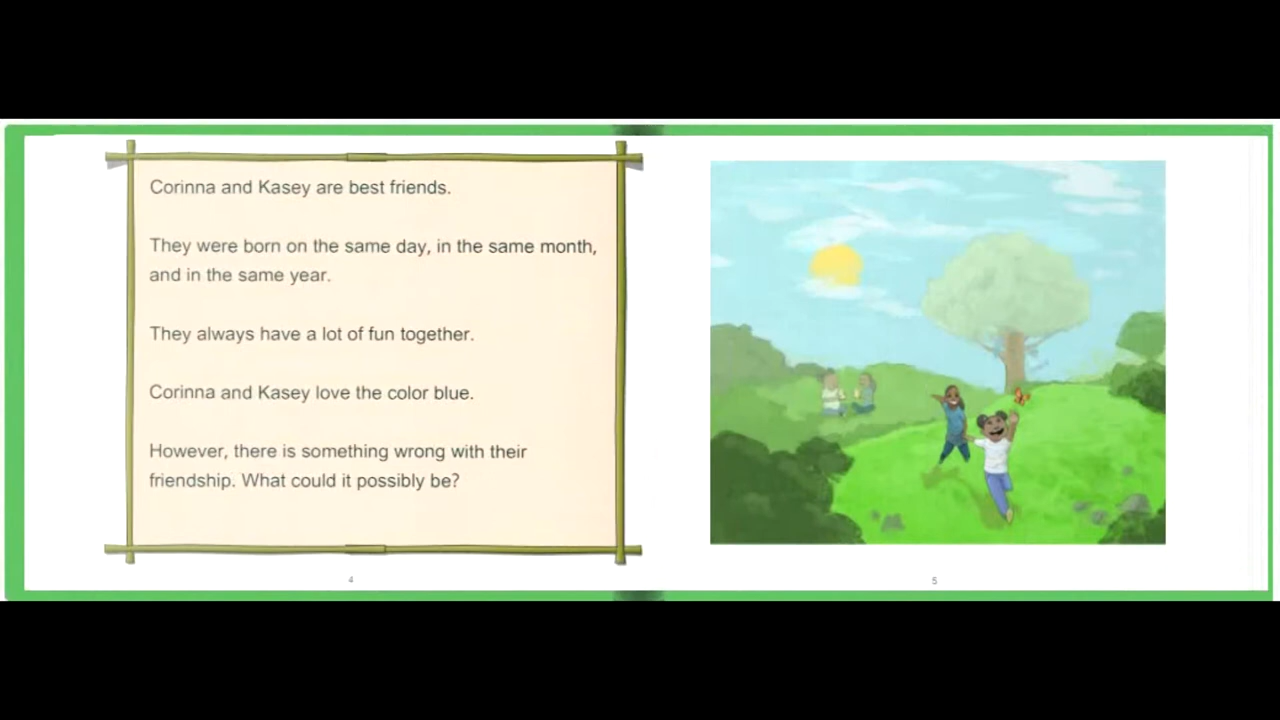 Corinna and Kasey are best friends.
They were born on the same day, in the same month,
and in the same year.
They always have a lot of fun together.
Corinna and Kasey love the color blue.
However, there is something wrong with their
friendship. What could it possibly be?
4
5